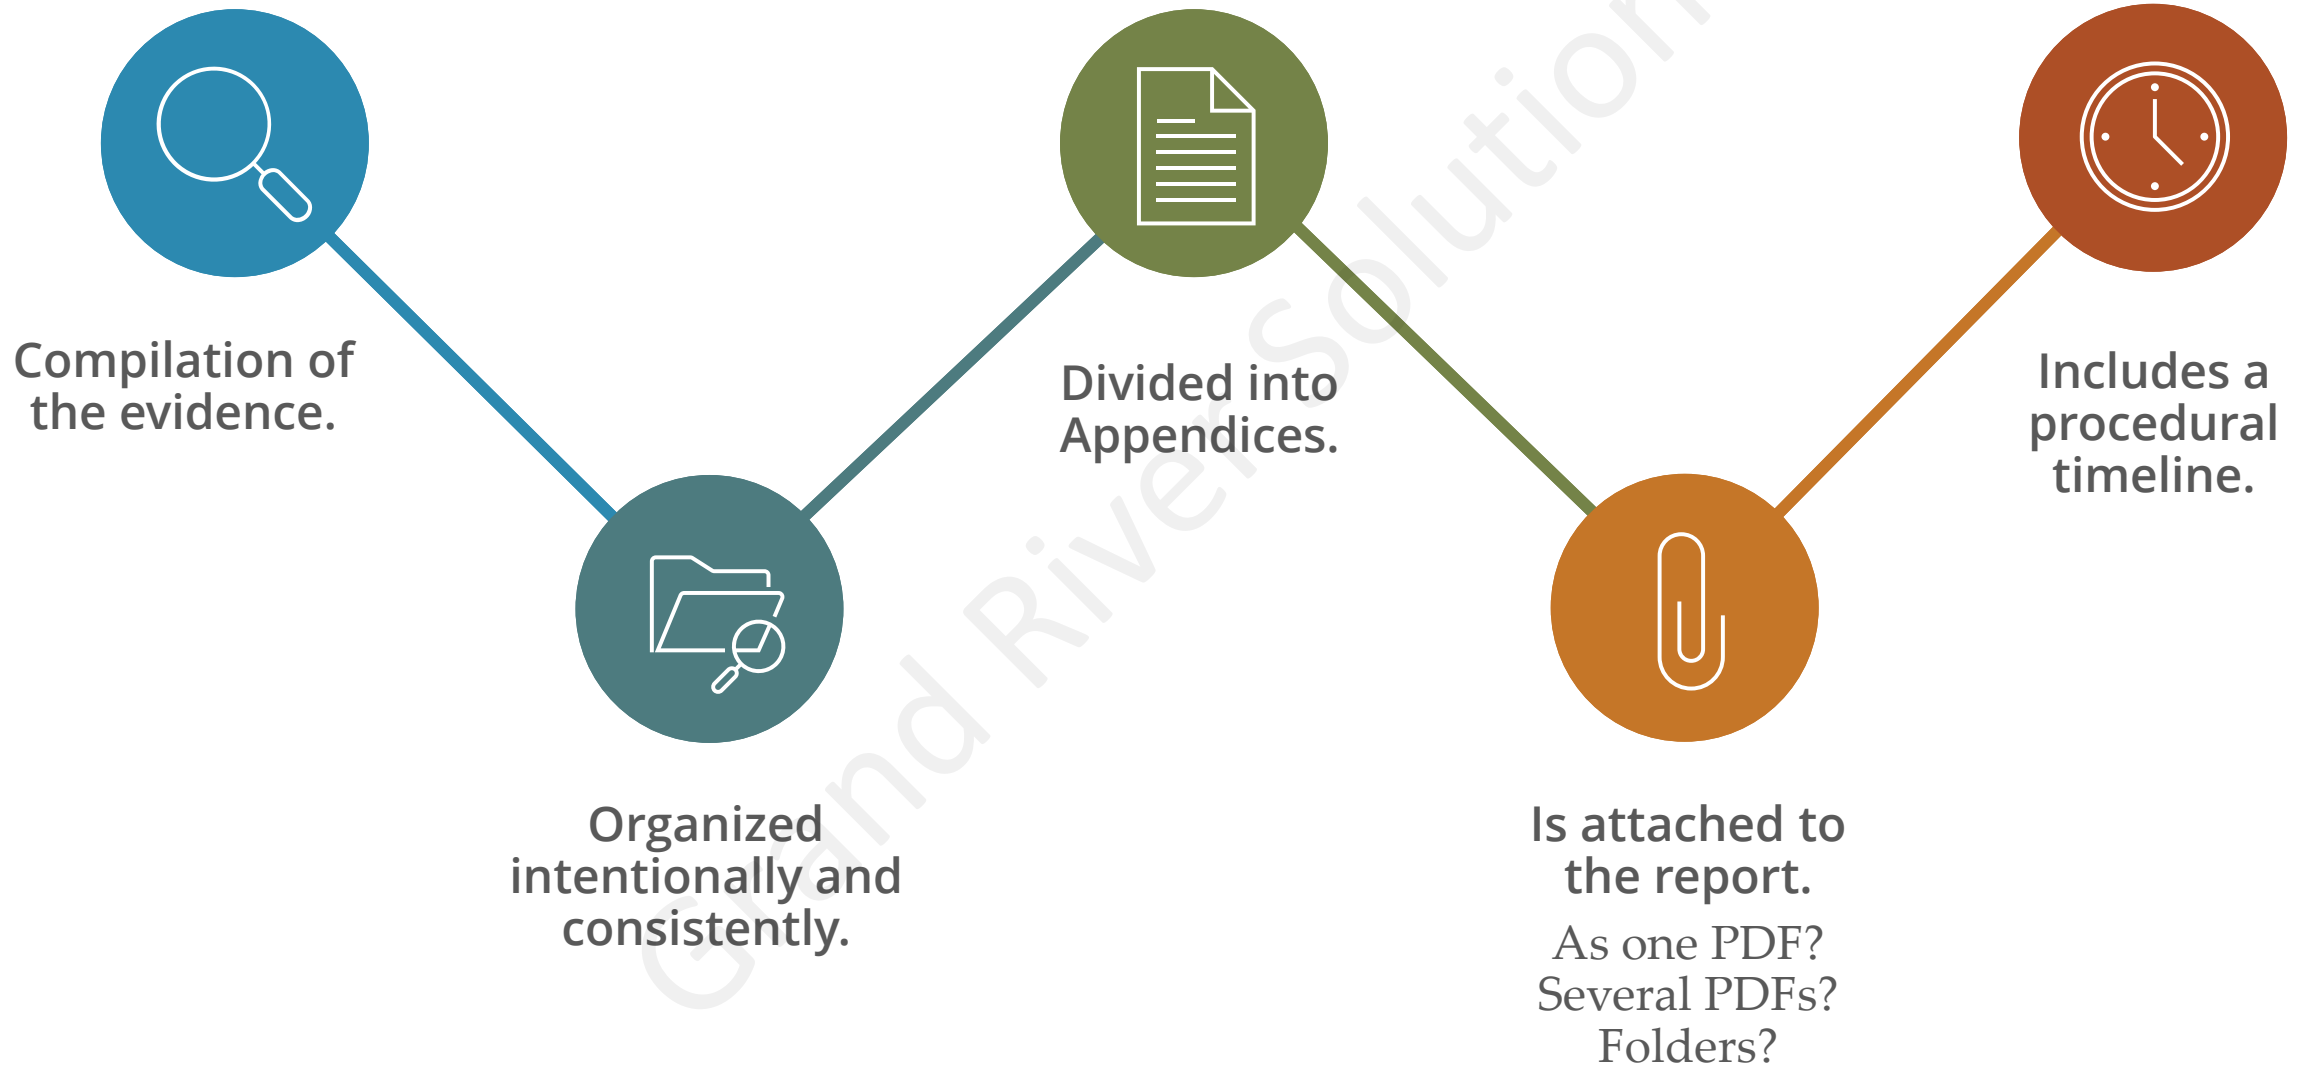 Compilation of
the evidence.
Organized
intentionally and
consistently.
Divided into
Appendices.
Is attached to
the report.
As one PDF?
Several PDFs?
Folders?
Includes a
procedural
timeline.
Grand River Solution